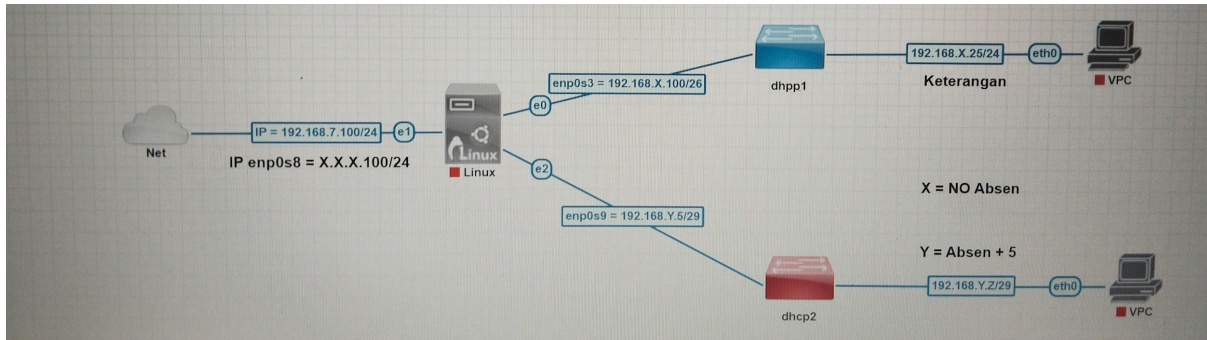 Net
IP = 192.168.7.100/24
e1
IP enp0s8 = X.X.X.100/24
Linux
Linux
e0
enp0s3 = 192.168.X.100/26
dhpp1
192.168.X.25/24
eth0
Keterangan
VPC
e2
enp0s9 = 192.168.Y.5/29
X = NO Absen
Y = Absen + 5
dhcp2
192.168.Y.Z/29
eth0
VPC